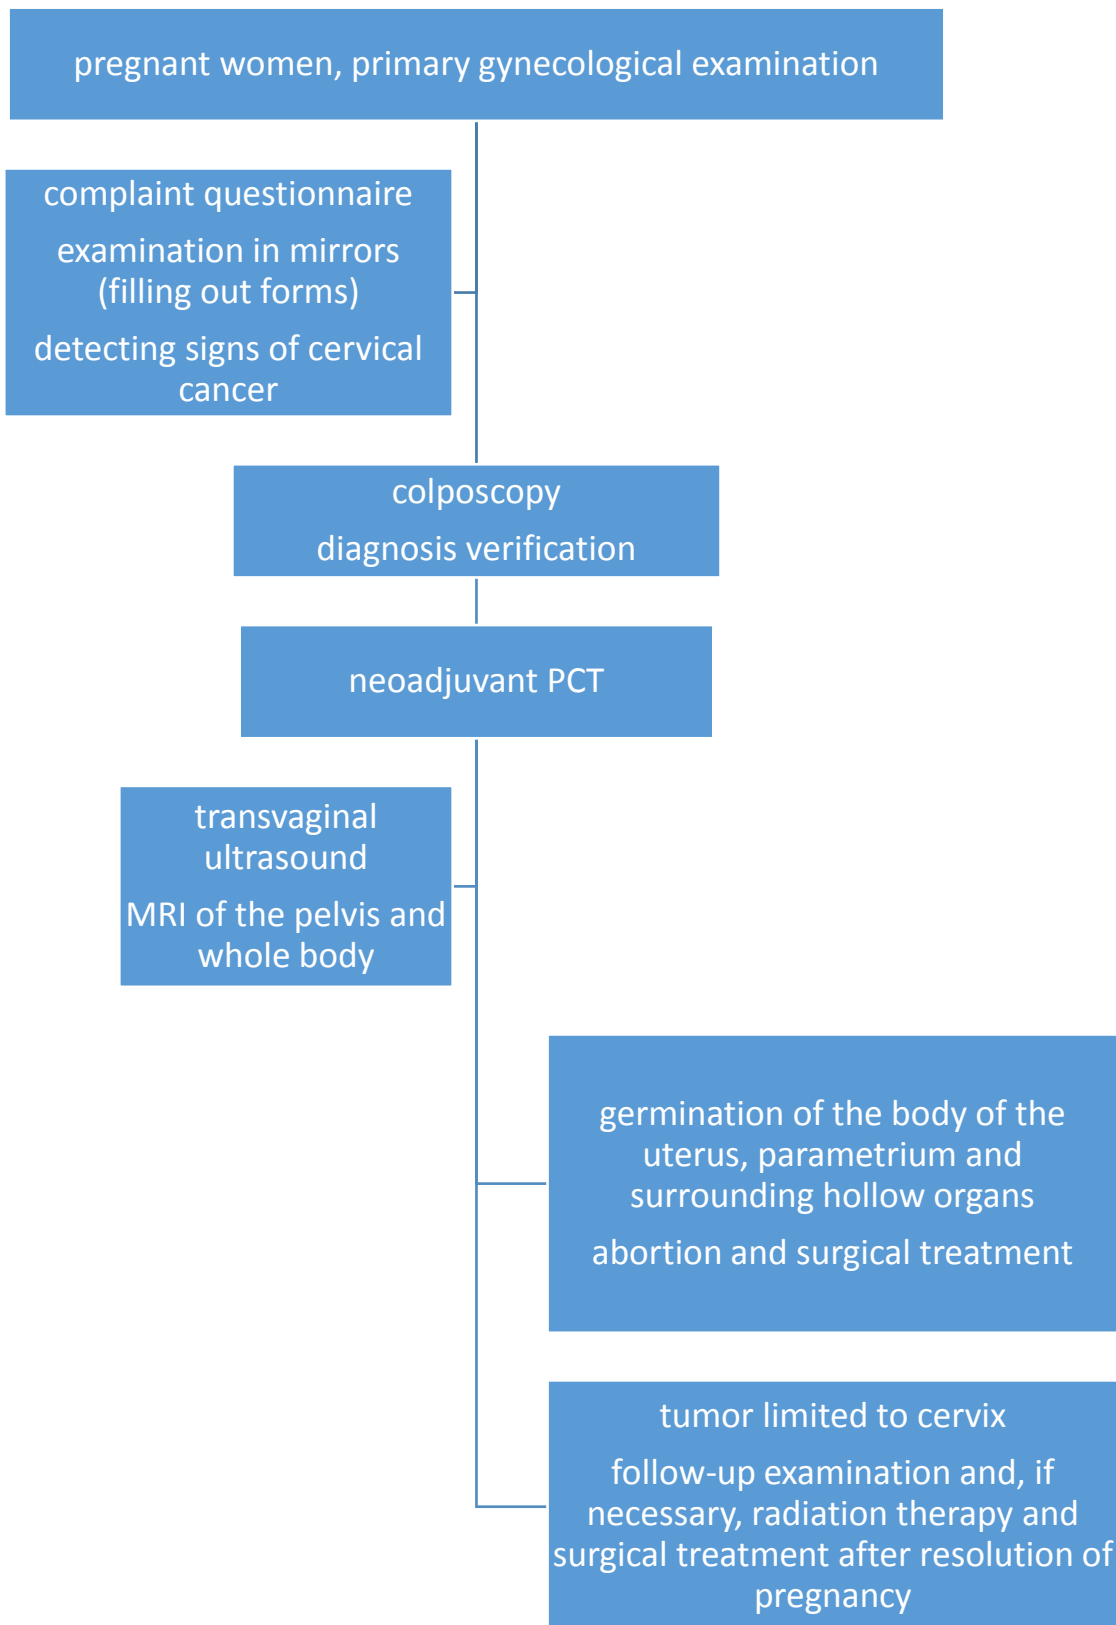 pregnant women, primary gynecological examination
complaint questionnaire
examination in mirrors
(filling out forms)
detecting signs of cervical
cancer
colposcopy
diagnosis verification
neoadjuvant PCT
transvaginal
ultrasound
MRI of the pelvis and
whole body
germination of the body of the
uterus, parametrium and
surrounding hollow organs
abortion and surgical treatment
tumor limited to cervix
follow-up examination and, if
necessary, radiation therapy and
surgical treatment after resolution of
pregnancy